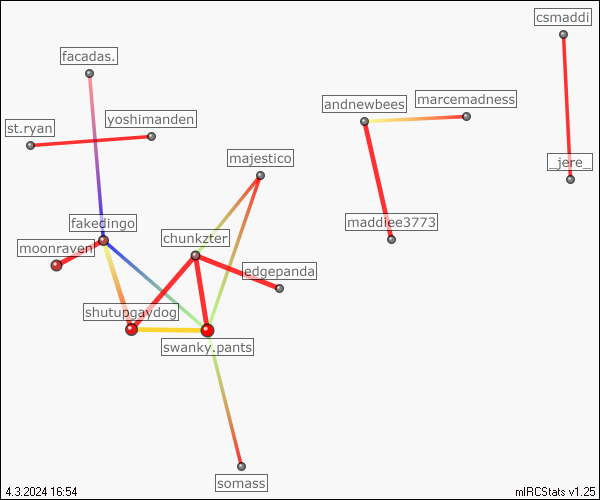 csmaddi
facadas.
marcemadness
andnewbees
yoshimanden
st.ryan
majestico
_jere_
maddiee3773
fakedingo
chunkzter
moonraven
edgepanda
shutupgaydog
swanky.pants
somass
4.3.2024 16:54
mIRCStats v1.25